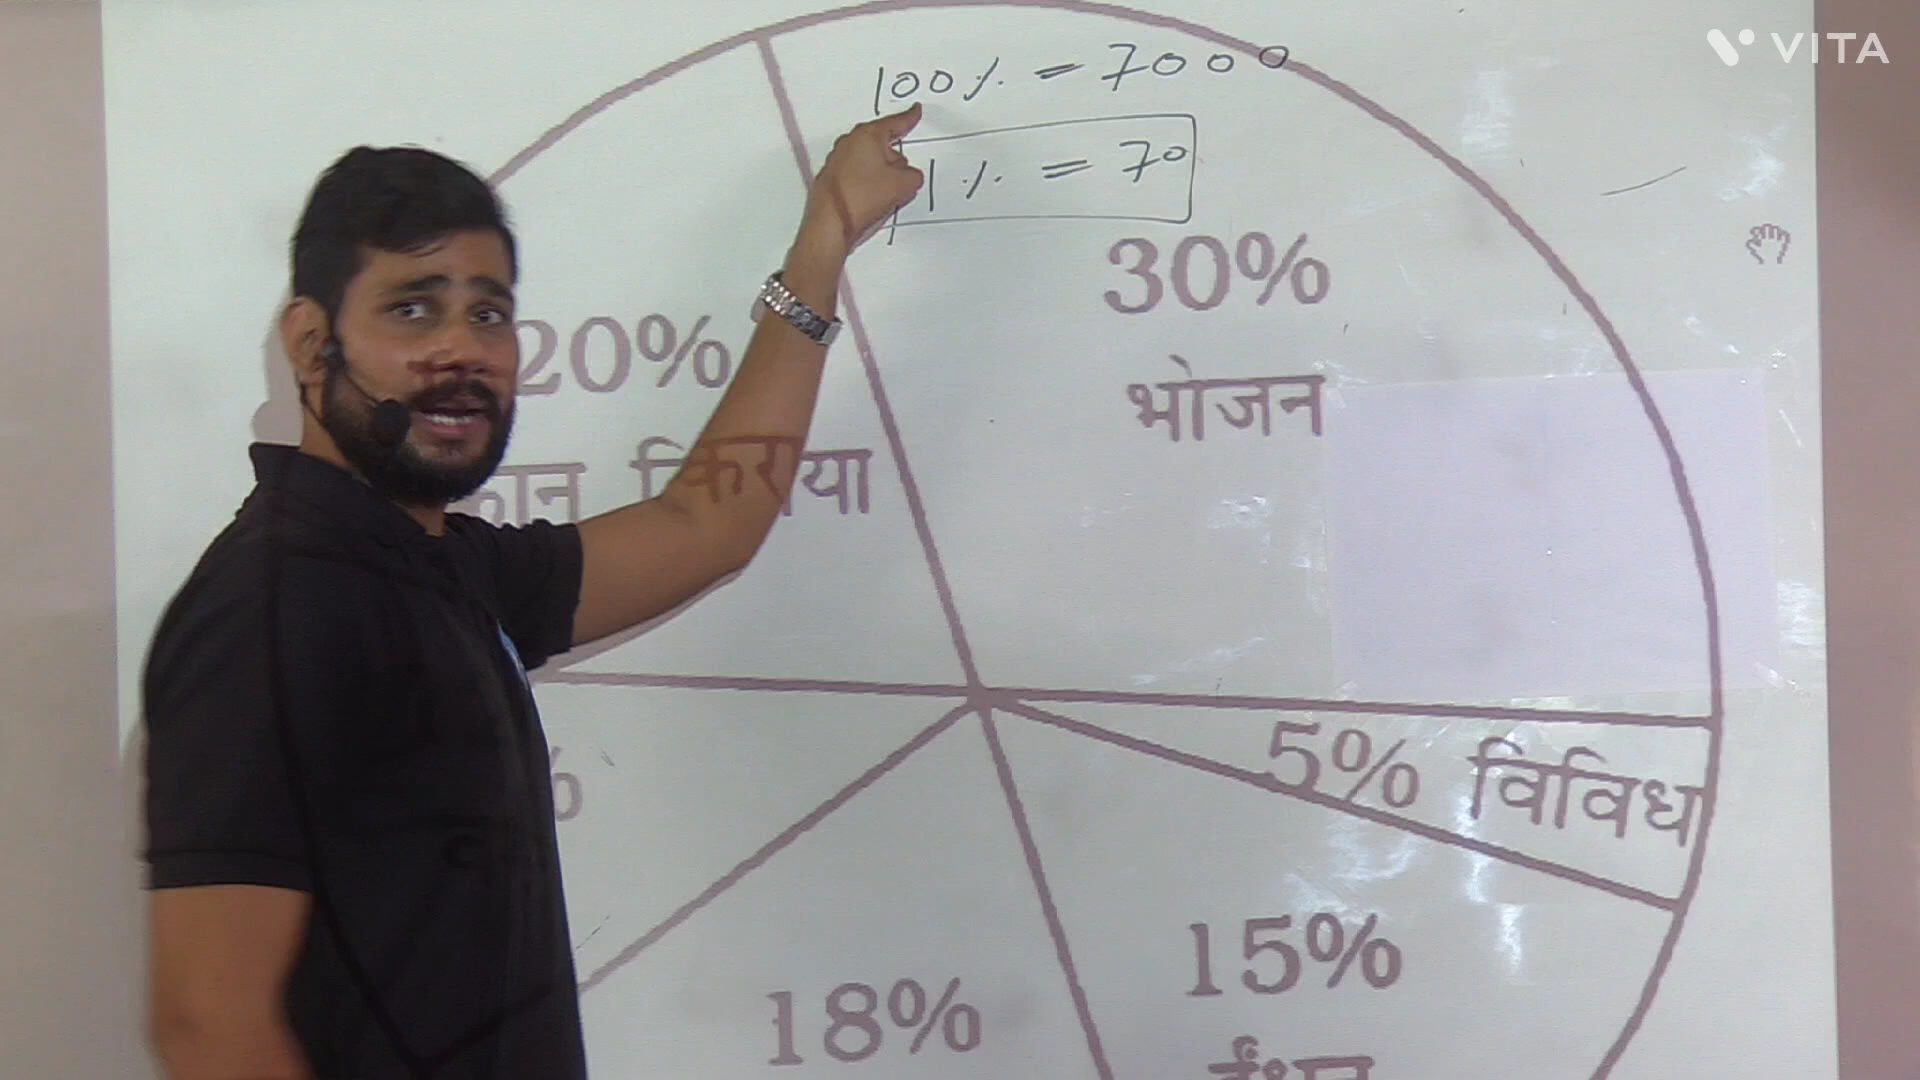 VITA
100% = 7000
1% = 70
30%
भोजन
20%
किराया
%
5% विविध
15%
18%